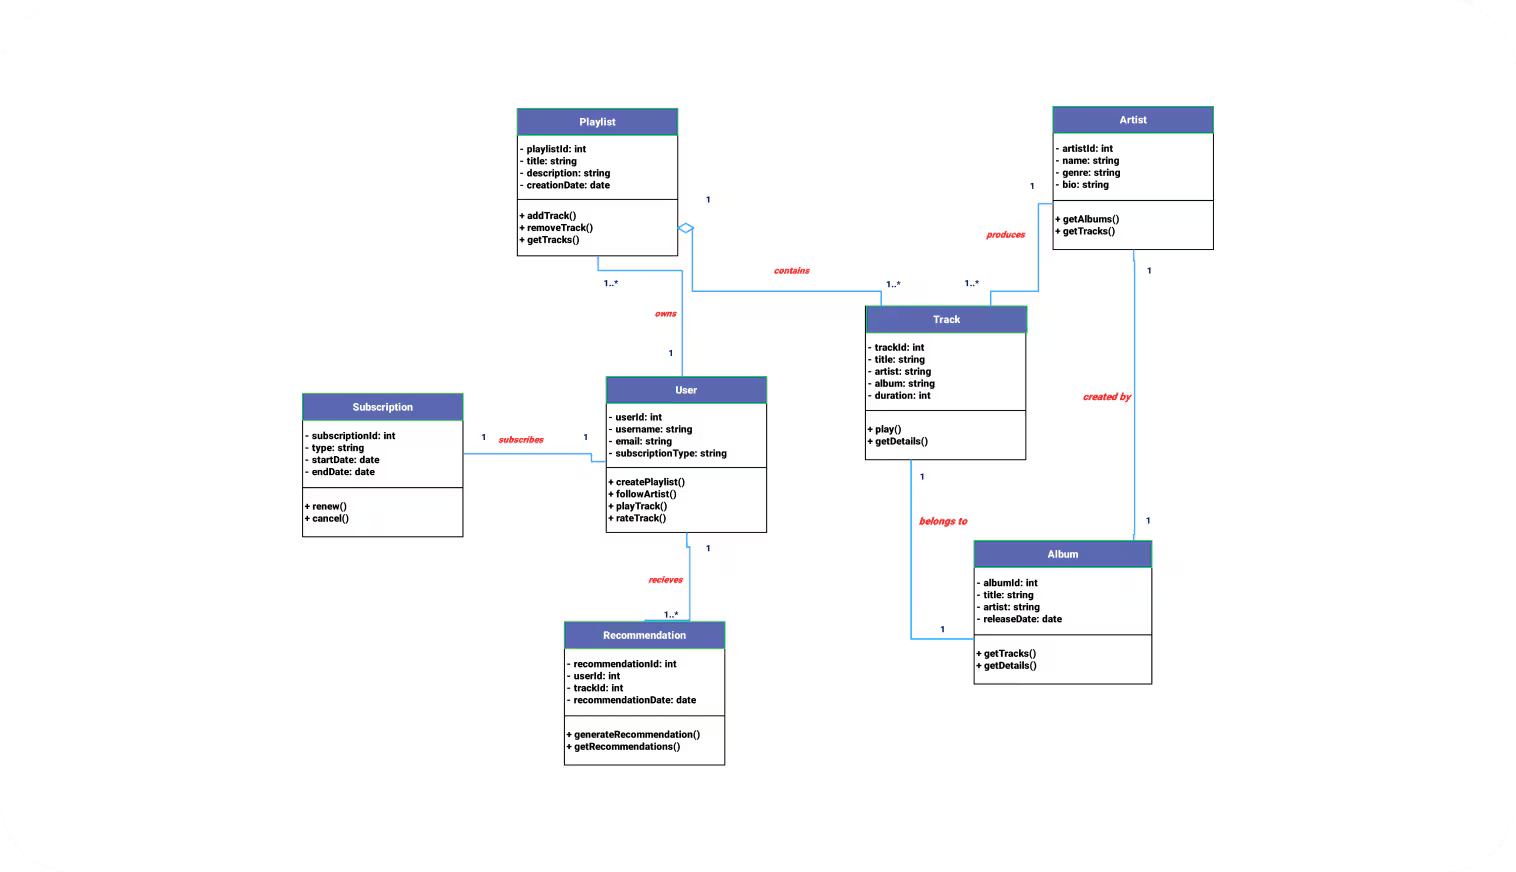 Playlist
- playlistId: int
- title: string
- description: string
- creationDate: date
+ addTrack()
+ removeTrack()
+ getTracks()
Artist
- artistId: int
- name: string
- genre: string
- bio: string
+ getAlbums()
+ getTracks()
1
1
produces
contains
1
1..*
1..*
1..*
owns
1
Track
- trackId: int
- title: string
- artist: string
- album: string
- duration: int
+ play()
+ getDetails()
User
- userId: int
- username: string
- email: string
- subscriptionType: string
+ createPlaylist()
+ followArtist()
+ playTrack()
+ rateTrack()
Subscription
- subscriptionId: int
- type: string
- startDate: date
- endDate: date
+ renew()
+ cancel()
1
subscribes
1
created by
1
belongs to
1
1
1
recieves
1..*
Album
- albumId: int
- title: string
- artist: string
- releaseDate: date
+ getTracks()
+ getDetails()
1
Recommendation
- recommendationId: int
- userId: int
- trackId: int
- recommendationDate: date
+ generateRecommendation()
+ getRecommendations()